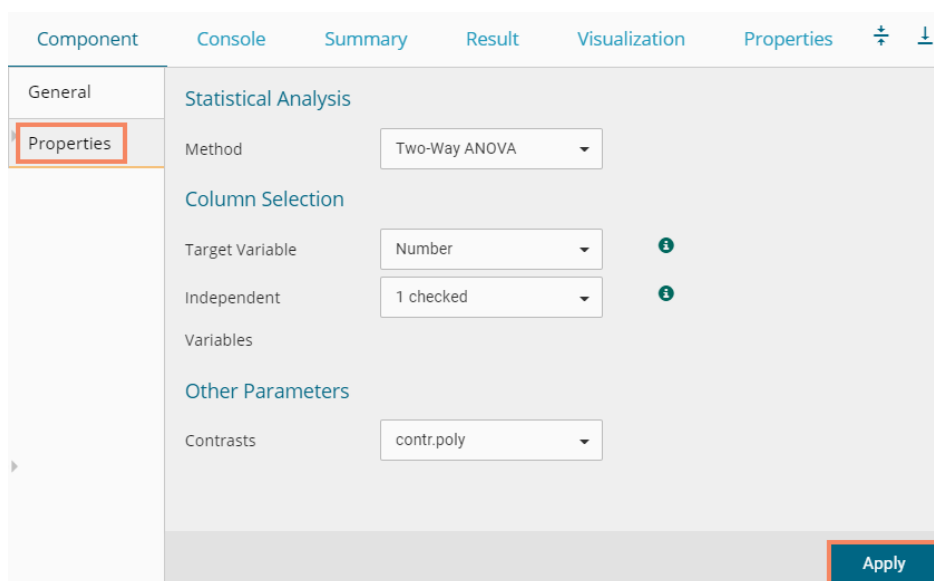 Component Console Summary Result Visualization Properties
General
Properties
Statistical Analysis
Method Two-Way ANOVA
Column Selection
Target Variable Number
Independent 1 checked
Variables
Other Parameters
Contrasts contr.poly
Apply